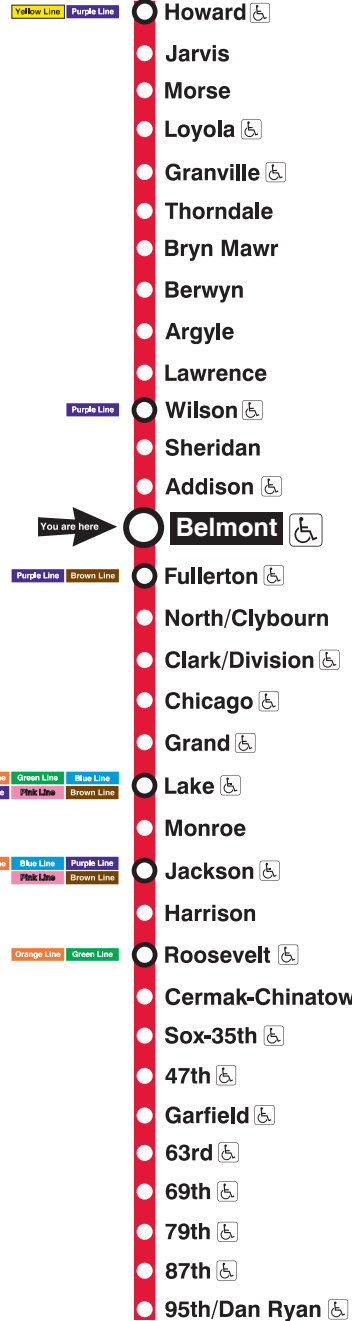 Yellow Line Purple Line Howard
Jarvis
Morse
Loyola
Granville
Thorndale
Bryn Mawr
Berwyn
Argyle
Lawrence
Purple Line Wilson
Sheridan
Addison
You are here Belmont
Purple Line Brown Line Fullerton
North/Clybourn
Clark/Division
Chicago
Grand
Green Line Blue Line
Pink Line Brown Line
Lake
Monroe
Blue Line Purple Line
Pink Line Brown Line
Jackson
Harrison
Orange Line Green Line Roosevelt
Cermak-Chinatow
Sox-35th
47th
Garfield
63rd
69th
79th
87th
95th/Dan Ryan